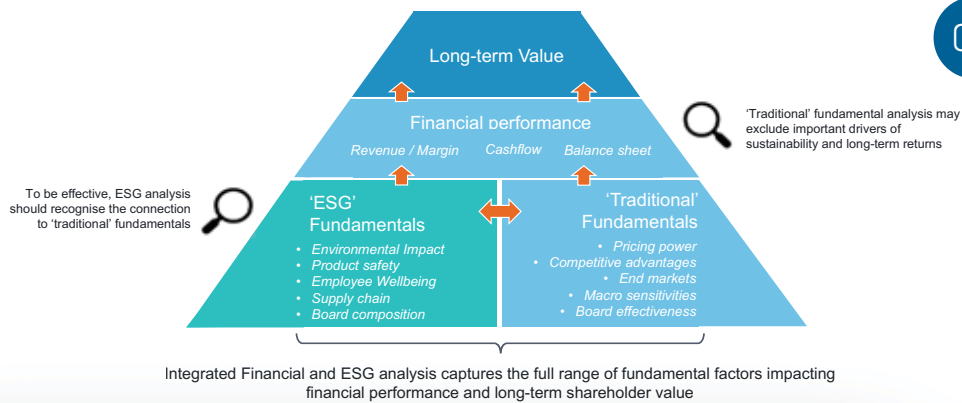 Long-term Value
Financial performance
Revenue / Margin Cashflow Balance sheet
'Traditional' fundamental analysis may
exclude important drivers of
sustainability and long-term returns
To be effective, ESG analysis
should recognise the connection
to 'traditional' fundamentals
'ESG'
Fundamentals
• Environmental Impact
• Product safety
• Employee Wellbeing
• Supply chain
• Board composition
'Traditional'
Fundamentals
• Pricing power
• Competitive advantages
• End markets
• Macro sensitivities
• Board effectiveness
Integrated Financial and ESG analysis captures the full range of fundamental factors impacting
financial performance and long-term shareholder value